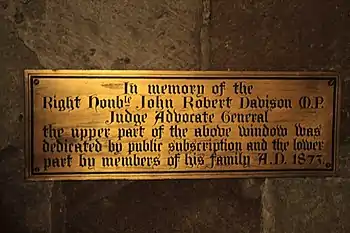 In memory of the
Right Honble John Robert Davison M.P.
Judge Advocate General
the upper part of the above window was
dedicated by public subscription and the lower
part by members of his family A.D. 1873